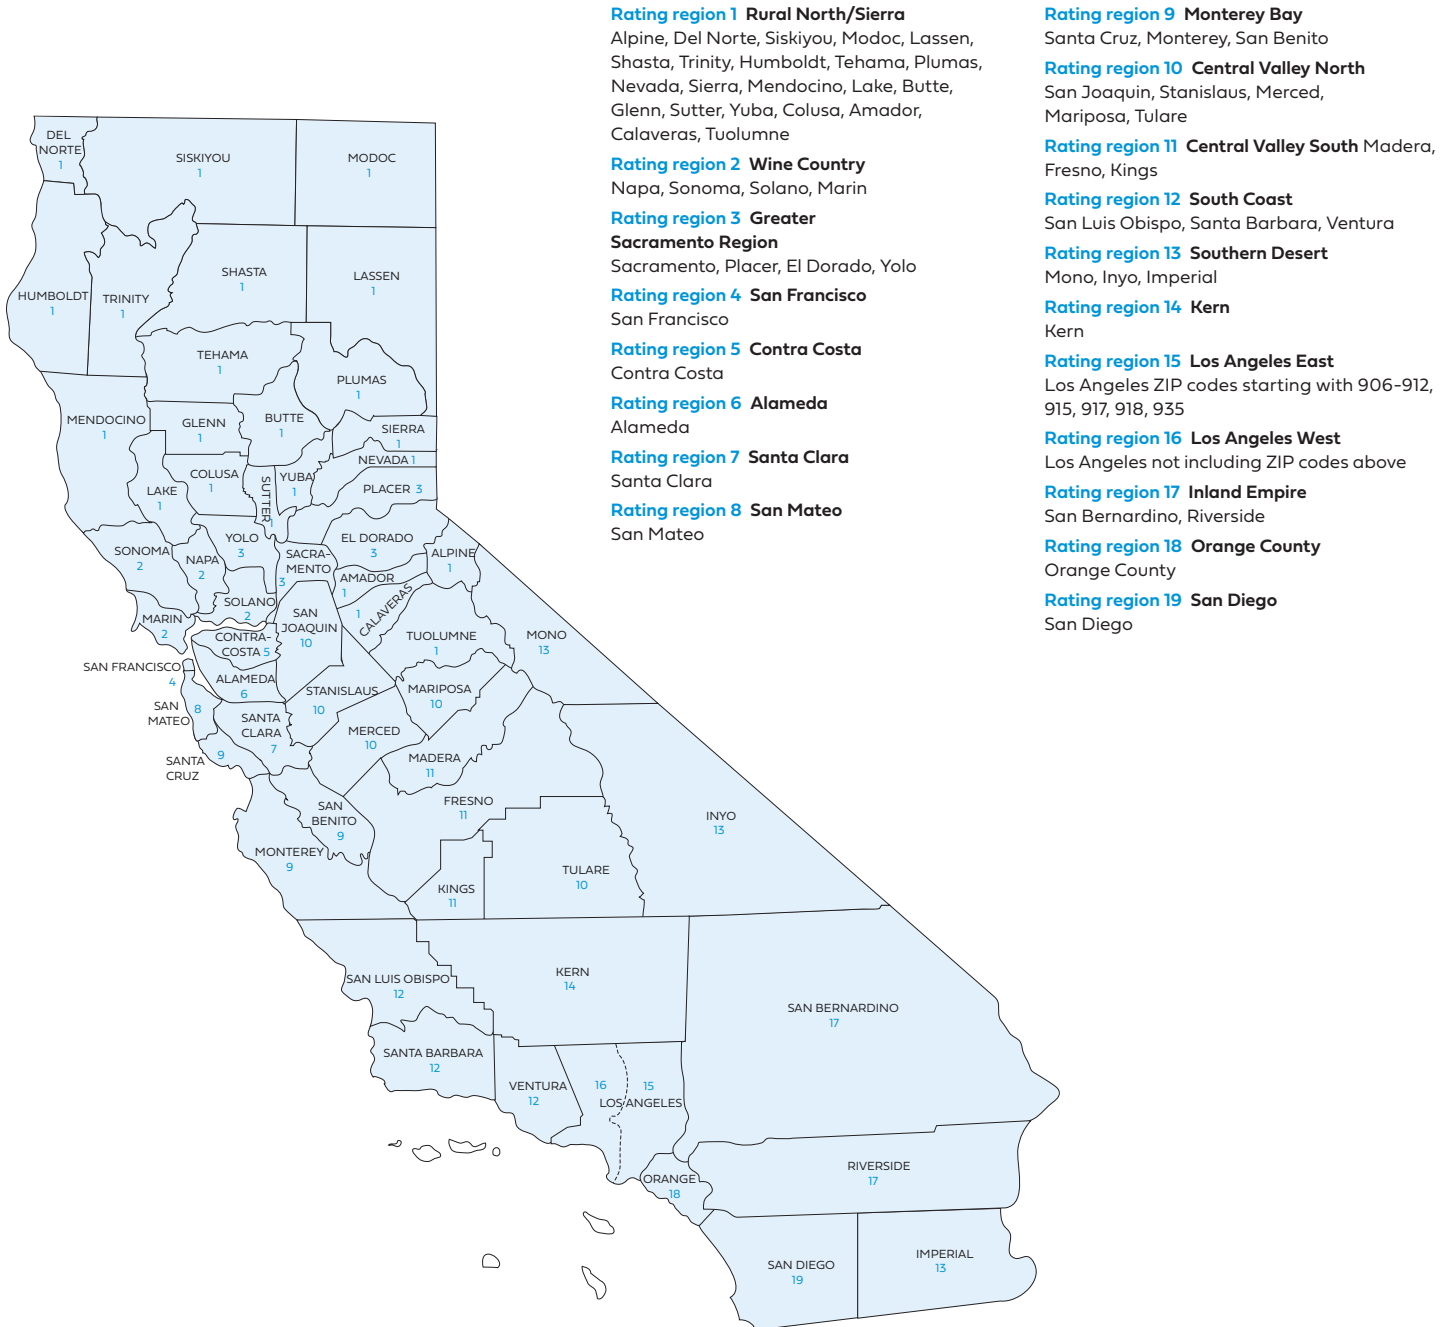 Rating region 1 Rural North/Sierra
Alpine, Del Norte, Siskiyou, Modoc, Lassen,
Shasta, Trinity, Humboldt, Tehama, Plumas,
Nevada, Sierra, Mendocino, Lake, Butte,
Glenn, Sutter, Yuba, Colusa, Amador,
Calaveras, Tuolumne
Rating region 2 Wine Country
Napa, Sonoma, Solano, Marin
Rating region 3 Greater
Sacramento Region
Sacramento, Placer, El Dorado, Yolo
Rating region 4 San Francisco
San Francisco
Rating region 5 Contra Costa
Contra Costa
Rating region 6 Alameda
Alameda
Rating region 7 Santa Clara
Santa Clara
Rating region 8 San Mateo
San Mateo
Rating region 9 Monterey Bay
Santa Cruz, Monterey, San Benito
Rating region 10 Central Valley North
San Joaquin, Stanislaus, Merced,
Mariposa, Tulare
Rating region 11 Central Valley South Madera,
Fresno, Kings
Rating region 12 South Coast
San Luis Obispo, Santa Barbara, Ventura
Rating region 13 Southern Desert
Mono, Inyo, Imperial
Rating region 14 Kern
Kern
Rating region 15 Los Angeles East
Los Angeles ZIP codes starting with 906-912,
915, 917, 918, 935
Rating region 16 Los Angeles West
Los Angeles not including ZIP codes above
Rating region 17 Inland Empire
San Bernardino, Riverside
Rating region 18 Orange County
Orange County
Rating region 19 San Diego
San Diego
DEL
NORTE
1
SISKIYOU
1
MODOC
1
HUMBOLDT
1
TRINITY
1
SHASTA
1
LASSEN
1
TEHAMA
1
PLUMAS
1
MENDOCINO
1
GLENN
1
BUTTE
1
SIERRA
1
NEVADA 1
PLACER 3
COLUSA
1
SUTTER
1
YUBA
1
LAKE
1
SONOMA
2
NAPA
2
YOLO
3
SACRA-
MENTO
3
EL DORADO
3
ALPINE
1
AMADOR
1
CALAVERAS
1
SOLANO
2
MARIN
2
SAN
JOAQUIN
10
CONTRA-
COSTA 5
TUOLUMNE
1
MONO
13
SAN FRANCISCO
4
ALAMEDA
6
STANISLAUS
10
MARIPOSA
10
SAN
MATEO
8
SANTA
CLARA
7
MERCED
10
SANTA
CRUZ
9
MADERA
11
FRESNO
11
SAN
BENITO
9
MONTEREY
9
INYO
13
TULARE
10
KINGS
11
SAN LUIS OBISPO
12
KERN
14
SAN BERNARDINO
17
SANTA BARBARA
12
VENTURA
12
16
15
LOS ANGELES
RIVERSIDE
17
ORANGE
18
SAN DIEGO
19
IMPERIAL
13